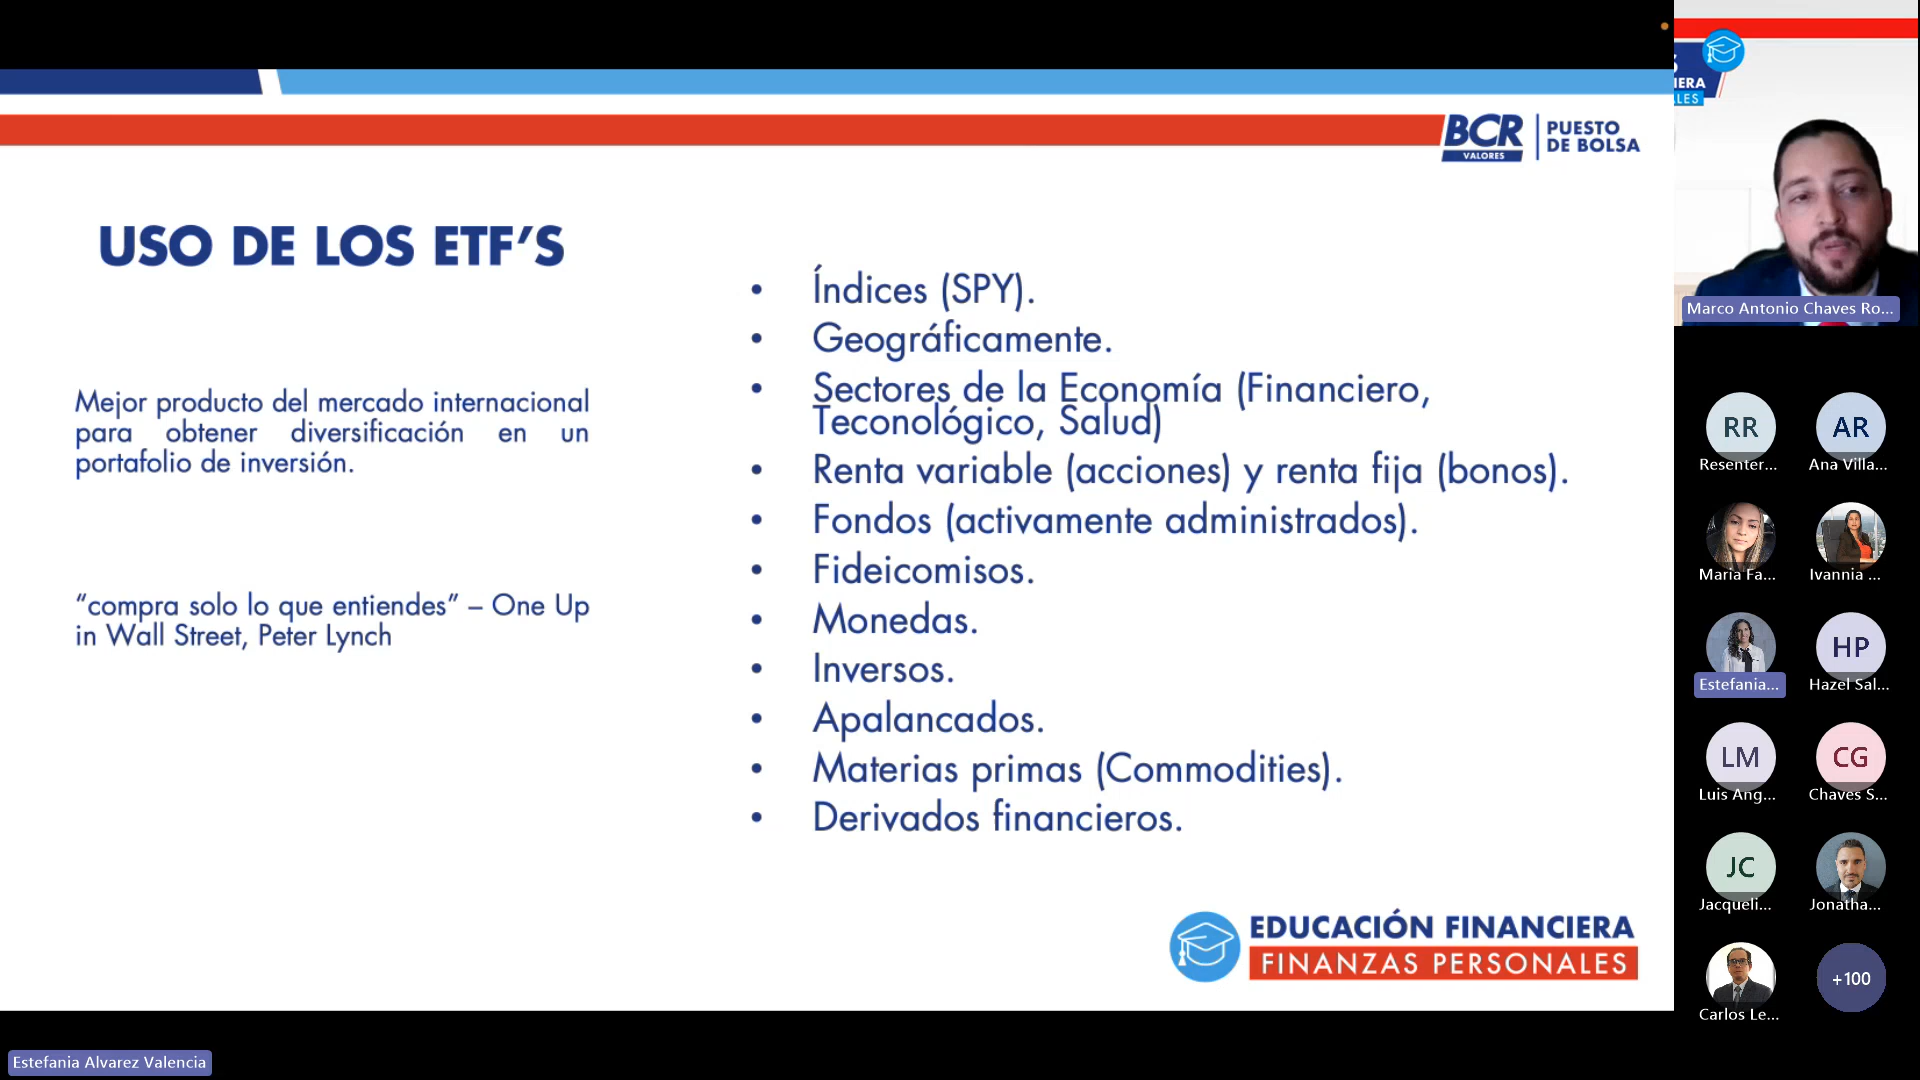 BCR
VALORES
PUESTO
DE BOLSA
USO DE LOS ETF’S
Mejor producto del mercado internacional
para obtener diversificación en un
portafolio de inversión.
“compra solo lo que entiendes” – One Up
in Wall Street, Peter Lynch
• Índices (SPY).
• Geográficamente.
• Sectores de la Economía (Financiero,
Teconológico, Salud)
• Renta variable (acciones) y renta fija (bonos).
• Fondos (activamente administrados).
• Fideicomisos.
• Monedas.
• Inversos.
• Apalancados.
• Materias primas (Commodities).
• Derivados financieros.
EDUCACIÓN FINANCIERA
FINANZAS PERSONALES
Estefania Alvarez Valencia
S
IERA
LES
Marco Antonio Chaves Ro...
RR
Resenter...
AR
Ana Villa...
Maria Fa...
Ivannia ...
Estefania...
HP
Hazel Sal...
LM
Luis Ang...
CG
Chaves S...
JC
Jacqueli...
Jonatha...
Carlos Le...
+100